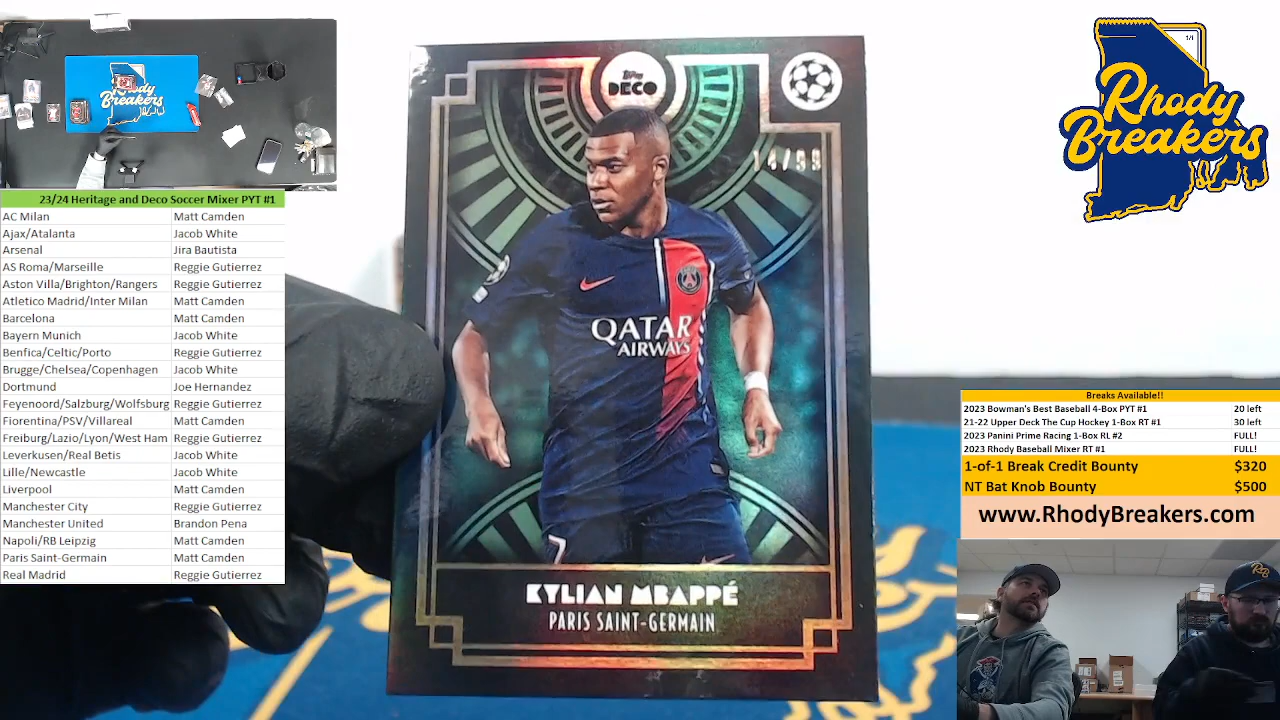 Rhody
Breakers
1/1
Rhody
Breakers
23/24 Heritage and Deco Soccer Mixer PYT #1
AC Milan Matt Camden
Ajax/Atalanta Jacob White
Arsenal Jira Bautista
AS Roma/Marseille Reggie Gutierrez
Aston Villa/Brighton/Rangers Reggie Gutierrez
Atletico Madrid/Inter Milan Matt Camden
Barcelona Matt Camden
Bayern Munich Jacob White
Benfica/Celtic/Porto Reggie Gutierrez
Brugge/Chelsea/Copenhagen Jacob White
Dortmund Joe Hernandez
Feyenoord/Salzburg/Wolfsburg Reggie Gutierrez
Fiorentina/PSV/Villareal Matt Camden
Freiburg/Lazio/Lyon/West Ham Reggie Gutierrez
Leverkusen/Real Betis Jacob White
Lille/Newcastle Jacob White
Liverpool Matt Camden
Manchester City Reggie Gutierrez
Manchester United Brandon Pena
Napoli/RB Leipzig Matt Camden
Paris Saint-Germain Matt Camden
Real Madrid Reggie Gutierrez
Topps
DECO
14/99
QATAR
AIRWAYS
7
KYLIAN MBAPPÉ
PARIS SAINT-GERMAIN
Breaks Available!!
2023 Bowman's Best Baseball 4-Box PYT #1 20 left
21-22 Upper Deck The Cup Hockey 1-Box RT #1 30 left
2023 Panini Prime Racing 1-Box RL #2 FULL!
2023 Rhody Baseball Mixer RT #1 FULL!
1-of-1 Break Credit Bounty $320
NT Bat Knob Bounty $500
www.RhodyBreakers.com